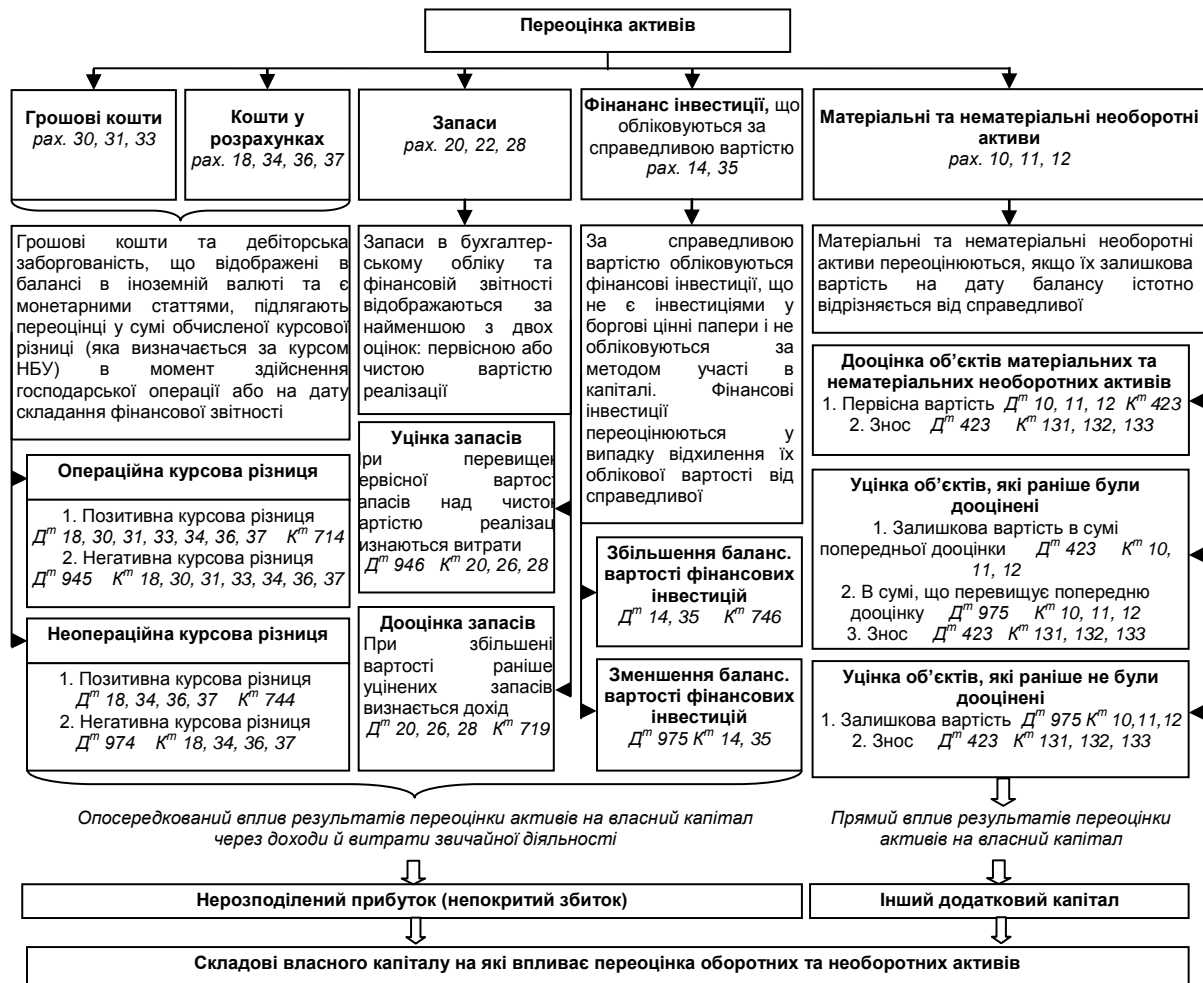 Переоцінка активів
Грошові кошти
рах. 30, 31, 33
Кошти у
розрахунках
рах. 18, 34, 36, 37
Запаси
рах. 20, 22, 28
Фінананс інвестиції, що
обліковуються за
справедливою вартістю
рах. 14, 35
Матеріальні та нематеріальні необоротні
активи
рах. 10, 11, 12
Грошові кошти та дебіторська
заборгованість, що відображені в
балансі в іноземній валюті та є
монетарними статтями, підлягають
переоцінці у сумі обчисленої курсової
різниці (яка визначається за курсом
НБУ) в момент здійснення
господарської операції або на дату
складання фінансової звітності
Операційна курсова різниця
1. Позитивна курсова різниця
Дт 18, 30, 31, 33, 34, 36, 37 Кт 714
2. Негативна курсова різниця
Дт 945 Кт 18, 30, 31, 33, 34, 36, 37
Неопераційна курсова різниця
1. Позитивна курсова різниця
Дт 18, 34, 36, 37 Кт 744
2. Негативна курсова різниця
Дт 974 Кт 18, 34, 36, 37
Запаси в бухгалтер-
ському обліку та
фінансовій звітності
відображаються за
найменшою з двох
оцінок: первісною або
чистою вартістю
реалізації
Уцінка запасів
При перевищен
ервісної вартост
апасів над чисток
артістю реалізац
изнаються витрати
Дт 946 Кт 20, 26, 28
Дооцінка запасів
При збільшені
вартості раніше
уцінених запасів
визнається дохід
Дт 20, 26, 28 Кт 719
За справедливою
вартістю обліковуються
фінансові інвестиції, що
не є інвестиціями у
боргові цінні папери і не
обліковуються за
методом участі в
капіталі. Фінансові
інвестиції
переоцінюються у
випадку відхилення їх
облікової вартості від
справедливої
Збільшення баланс.
вартості фінансових
інвестицій
Дт 14, 35 Кт 746
Зменшення баланс.
вартості фінансових
інвестицій
Дт 975 Кт 14, 35
Матеріальні та нематеріальні необоротні
активи переоцінюються, якщо їх залишкова
вартість на дату балансу істотно
відрізняється від справедливої
Дооцінка об’єктів матеріальних та
нематеріальних необоротних активів
1. Первісна вартість Дт 10, 11, 12 Кт 423
2. Знос Дт 423 Кт 131, 132, 133
Уцінка об’єктів, які раніше були
дооцінені
1. Залишкова вартість в сумі
попередньої дооцінки Дт 423 Кт 10,
11, 12
2. В сумі, що перевищує попередню
дооцінку Дт 975 Кт 10, 11, 12
3. Знос Дт 423 Кт 131, 132, 133
Уцінка об’єктів, які раніше не були
дооцінені
1. Залишкова вартість Дт 975 Кт 10,11,12
2. Знос Дт 423 Кт 131, 132, 133
Опосередкований вплив результатів переоцінки активів на власний капітал
через доходи й витрати звичайної діяльності
Прямий вплив результатів переоцінки
активів на власний капітал
Нерозподілений прибуток (непокритий збиток)
Інший додатковий капітал
Складові власного капіталу на які впливає переоцінка оборотних та необоротних активів